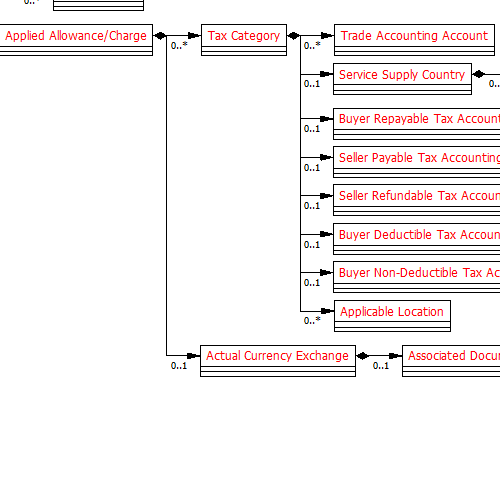 0..*
Applied Allowance/Charge
0..*
Tax Category
0..*
Trade Accounting Account
0..1
Service Supply Country
0..
0..1
Buyer Repayable Tax Account
0..1
Seller Payable Tax Accounting
0..1
Seller Refundable Tax Accoun
0..1
Buyer Deductible Tax Accoun
0..1
Buyer Non-Deductible Tax Ac
0..*
Applicable Location
0..1
Actual Currency Exchange
0..1
Associated Docu